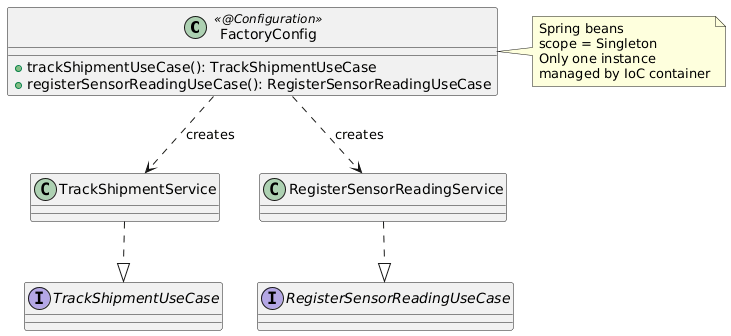 C
«@Configuration»
FactoryConfig
trackShipmentUseCase(): TrackShipmentUseCase
registerSensorReadingUseCase(): RegisterSensorReadingUseCase
Spring beans
scope = Singleton
Only one instance
managed by IoC container
creates
creates
C TrackShipmentService
C RegisterSensorReadingService
I TrackShipmentUseCase
I RegisterSensorReadingUseCase